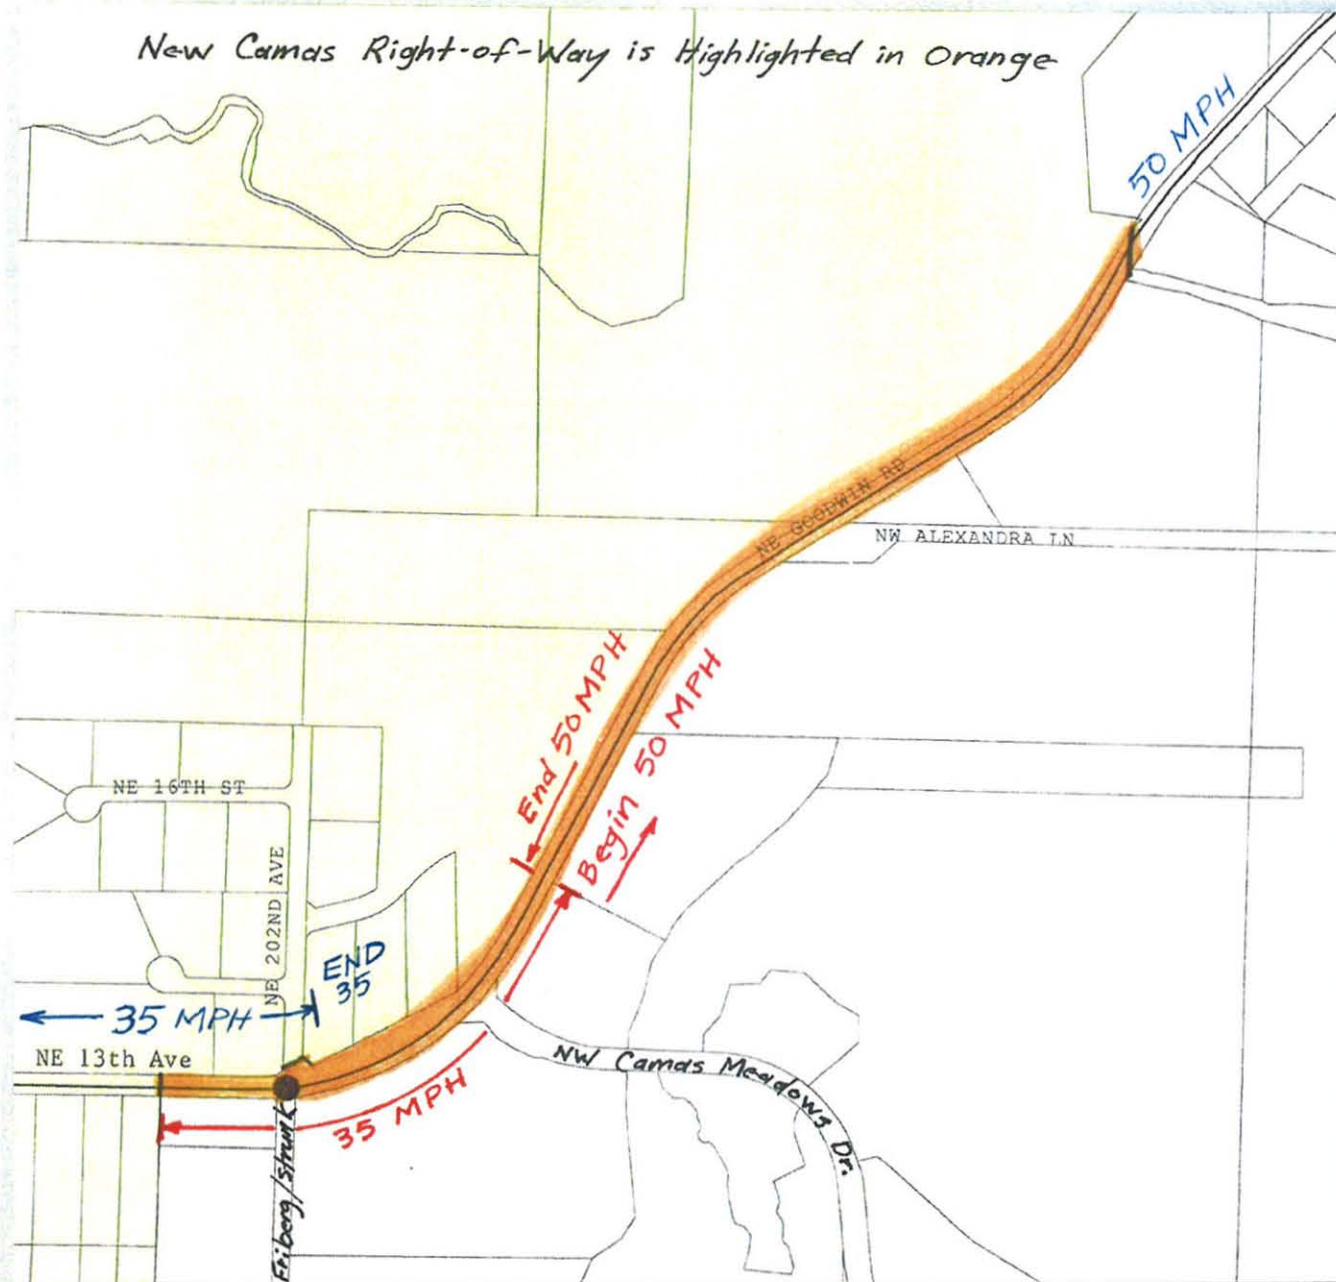 New Camas Right-of-Way is Highlighted in Orange
50 MPH
NE GOODWIN RD
NW ALEXANDRA LN
End 50 MPH
Begin 50 MPH
NE 16TH ST
NE 202ND AVE
END
35
35 MPH
NE 13th Ave
35 MPH
NW Camas Meadows Dr.
Friberg/Strunk